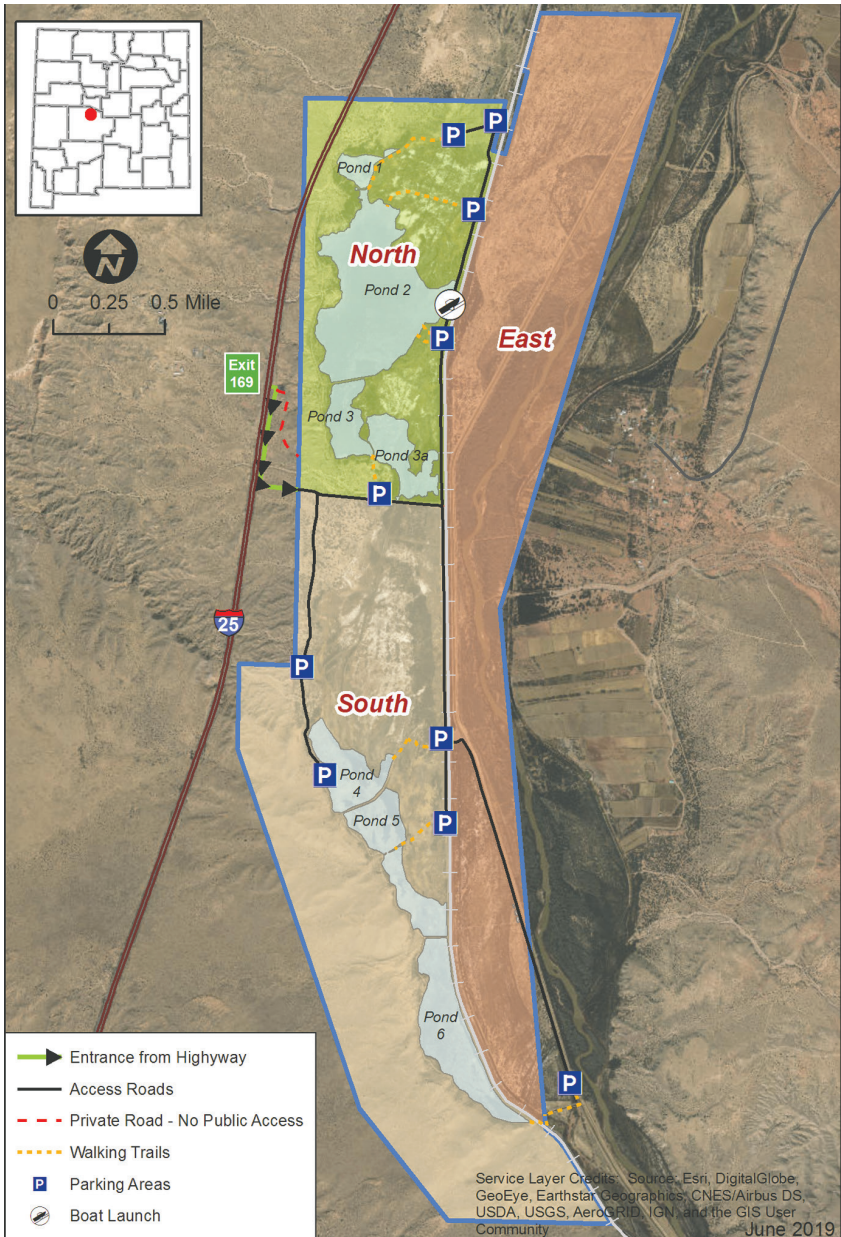 N
0 0.25 0.5 Mile
P
P
Pond 1
P
North
Pond 2
East
P
Exit
169
Pond 3
Pond 3a
P
25
P
South
P
Pond
4
P
Pond 5
P
Pond
6
P
Entrance from Highyway
Access Roads
Private Road - No Public Access
Walking Trails
P Parking Areas
Boat Launch
Service Layer Credits: Source: Esri, DigitalGlobe,
GeoEye, Earthstar Geographics, CNES/Airbus DS,
USDA, USGS, AeroGRID, IGN, and the GIS User
Community
June 2019